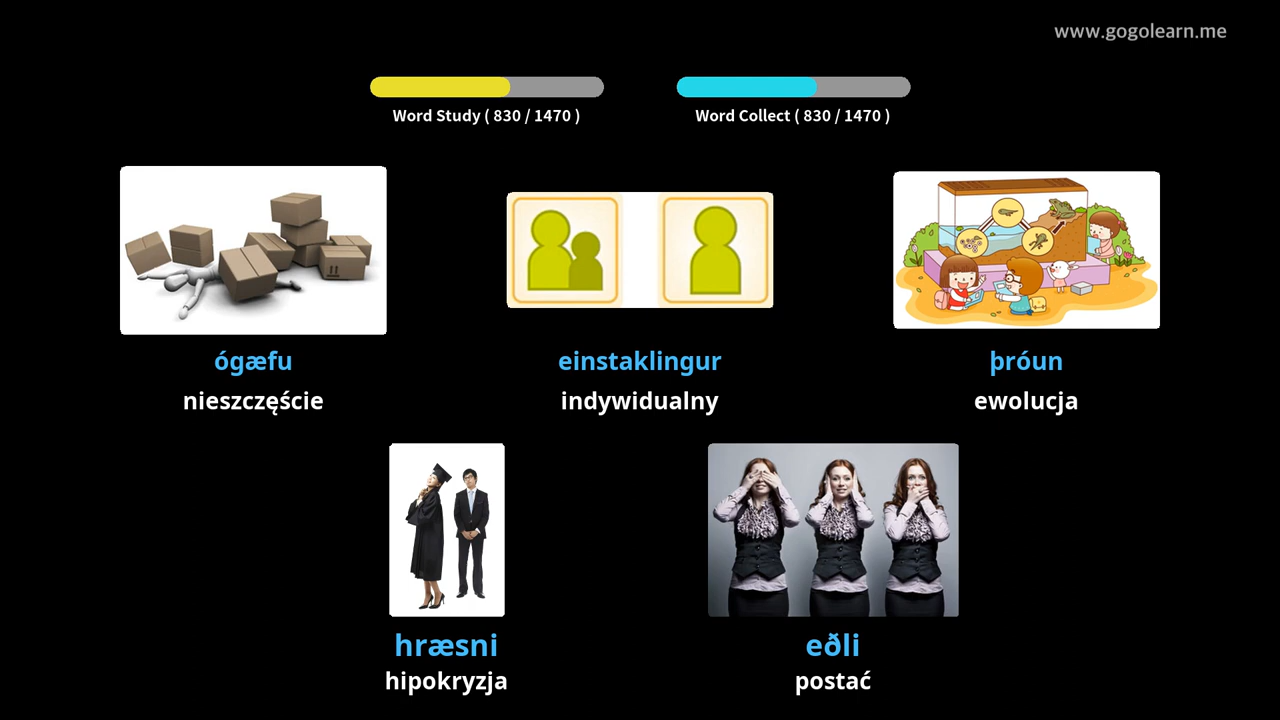 www.gogolearn.me
Word Study ( 830 / 1470 )
Word Collect ( 830 / 1470 )
ógæfu
einstaklingur
þróun
nieszczęście
indywidualny
ewolucja
hræsni
eðli
hipokryzja
postać